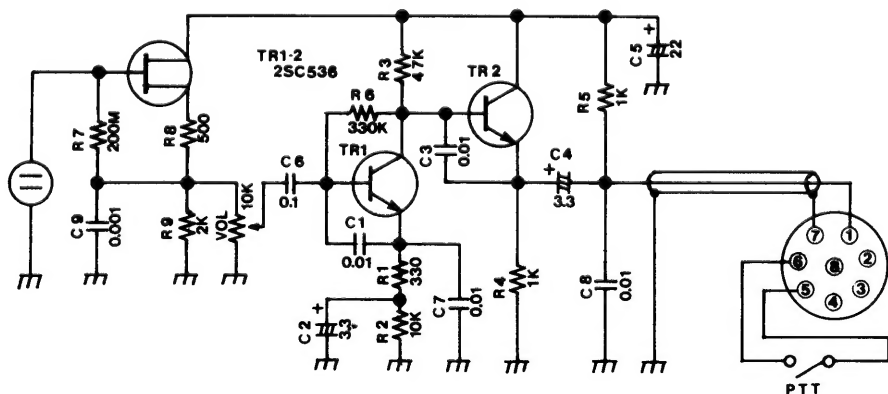 TR1-2
2SC536
R7
200M
R8
500
C9
0.001
R9
2K
VOL
10K
C6
0.1
R6
330K
R3
47K
TR1
C1
0.01
R1
330
C2
+
3.3
R2
10K
C7
0.01
TR2
C3
0.01
R4
1K
C4
+
3.3
R5
1K
C5
+
22
C8
0.01
7
1
6
8
2
5
4
3
PTT